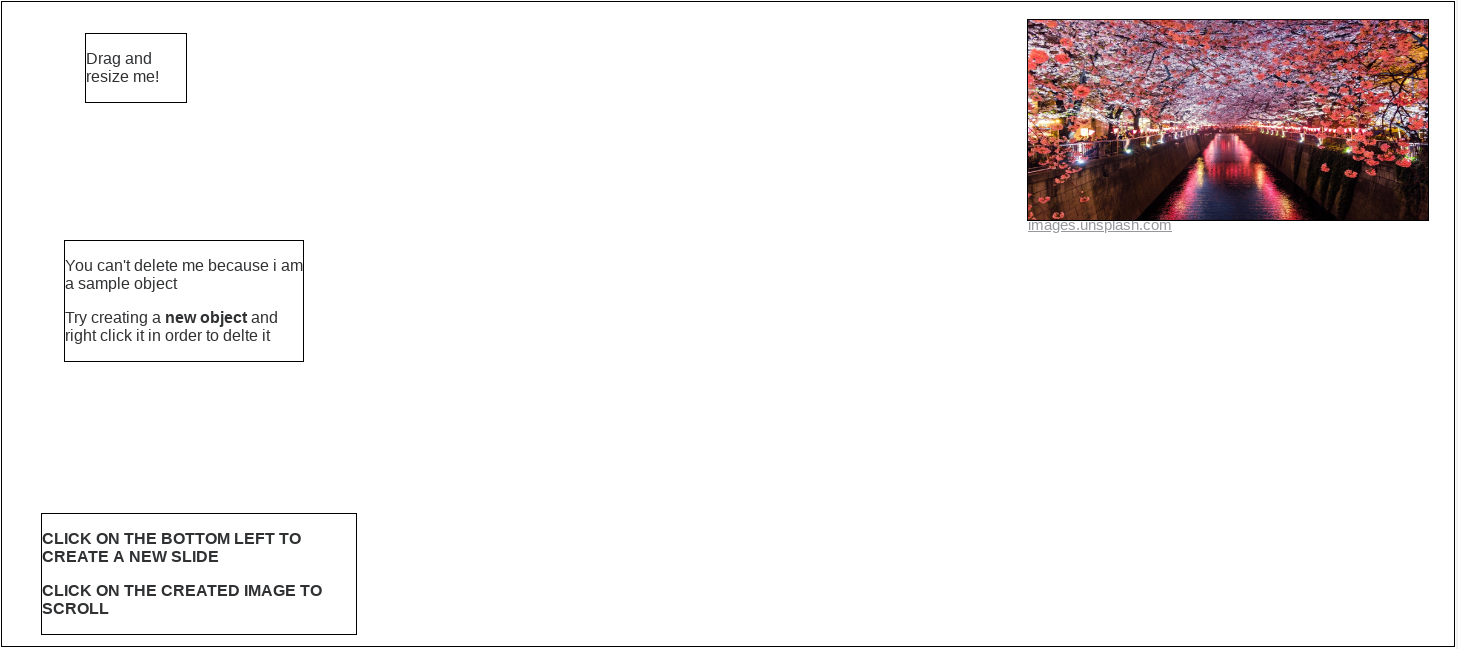 Drag and
resize me!
images.unsplash.com
You can't delete me because i am
a sample object
Try creating a new object and
right click it in order to delte it
CLICK ON THE BOTTOM LEFT TO
CREATE A NEW SLIDE
CLICK ON THE CREATED IMAGE TO
SCROLL